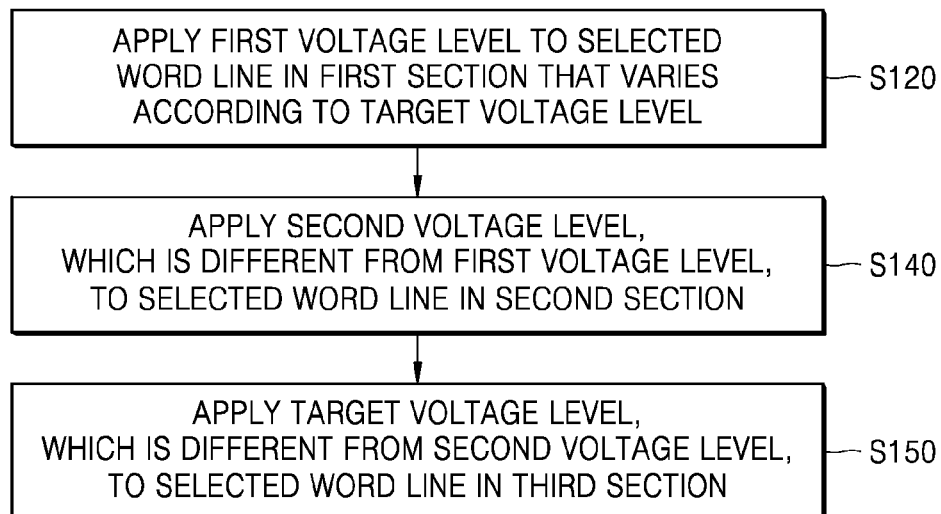 APPLY FIRST VOLTAGE LEVEL TO SELECTED
WORD LINE IN FIRST SECTION THAT VARIES
ACCORDING TO TARGET VOLTAGE LEVEL
S120
APPLY SECOND VOLTAGE LEVEL,
WHICH IS DIFFERENT FROM FIRST VOLTAGE LEVEL,
TO SELECTED WORD LINE IN SECOND SECTION
S140
APPLY TARGET VOLTAGE LEVEL,
WHICH IS DIFFERENT FROM SECOND VOLTAGE LEVEL,
TO SELECTED WORD LINE IN THIRD SECTION
S150